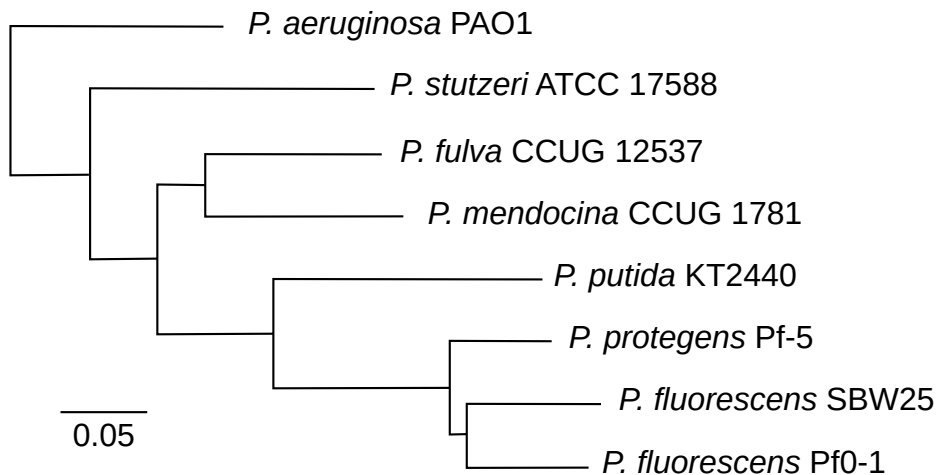 P. aeruginosa PAO1
P. stutzeri ATCC 17588
P. fulva CCUG 12537
P. mendocina CCUG 1781
P. putida KT2440
P. protegens Pf-5
P. fluorescens SBW25
0.05
P. fluorescens Pf0-1